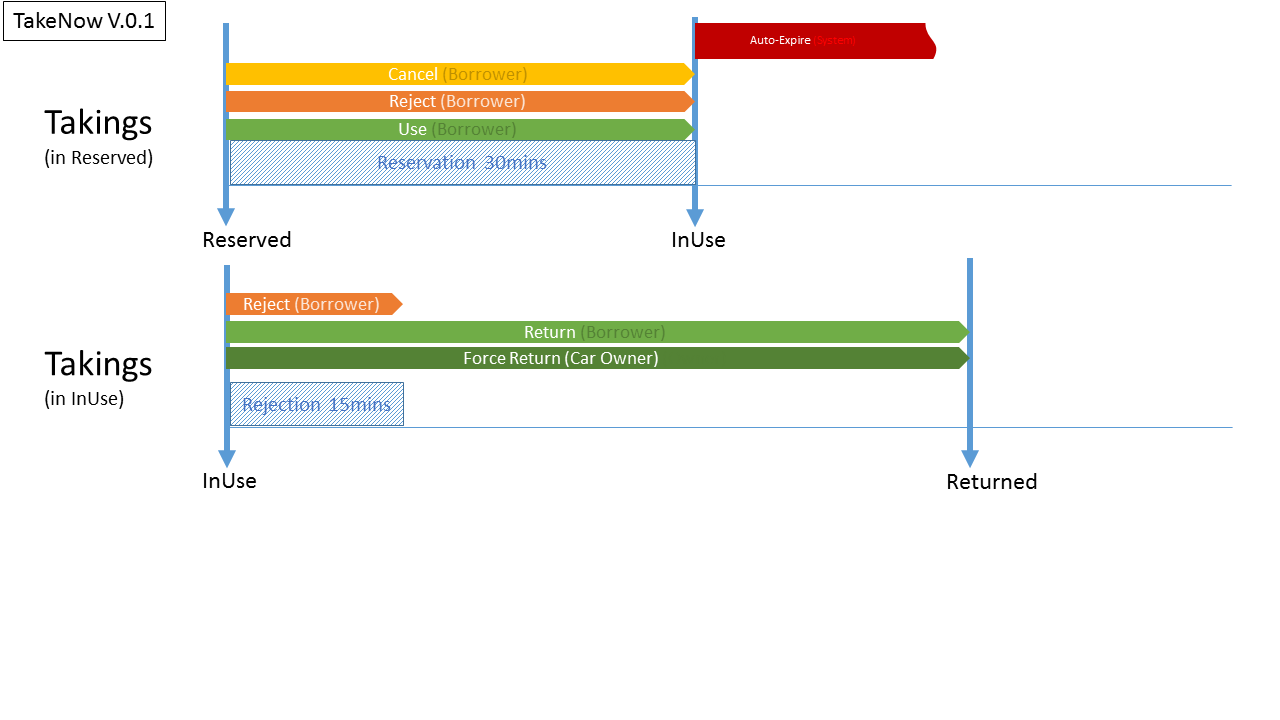 TakeNow V.0.1
Auto-Expire (System)
Cancel (Borrower)
Reject (Borrower)
Use (Borrower)
Takings
(in Reserved)
Reservation 30mins
Reserved
InUse
Reject (Borrower)
Return (Borrower)
Force Return (Car Owner)
Takings
(in InUse)
Rejection 15mins
InUse
Returned